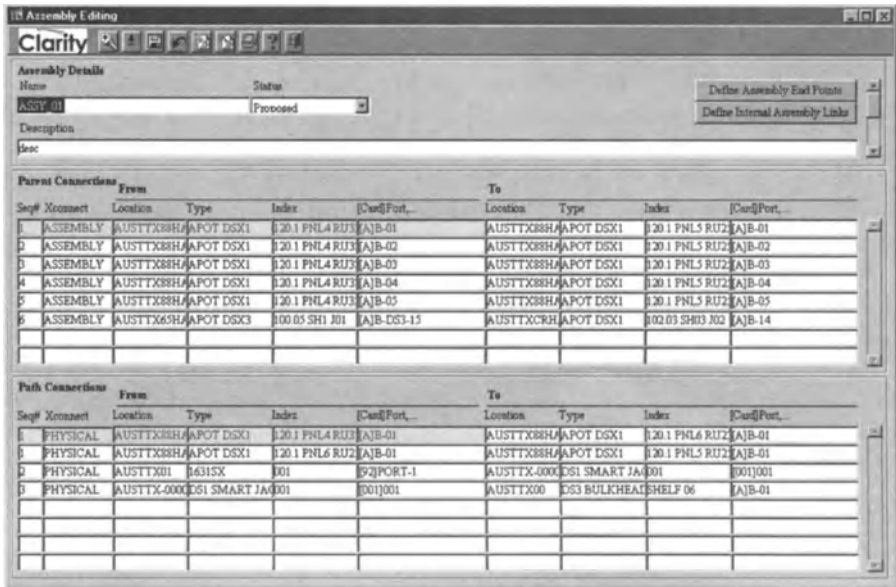 Assembly Editing
Clarity
Assembly Details
Name Status
ASSY_01 Proposed
Define Assembly End Points
Define Internal Assembly Links
Description
desc
Parent Connections From To
Seq# Xconnect Location Type Index [Card]Port,... Location Type Index [Card]Port,...
1 ASSEMBLY AUSTTX88HA APOT DSX1 120.1 PNL4 RU3 [A]B-01 AUSTTX88HA APOT DSX1 120.1 PNL5 RU2 [A]B-01
2 ASSEMBLY AUSTTX88HA APOT DSX1 120.1 PNL4 RU3 [A]B-02 AUSTTX88HA APOT DSX1 120.1 PNL5 RU2 [A]B-02
3 ASSEMBLY AUSTTX88HA APOT DSX1 120.1 PNL4 RU3 [A]B-03 AUSTTX88HA APOT DSX1 120.1 PNL5 RU2 [A]B-03
4 ASSEMBLY AUSTTX88HA APOT DSX1 120.1 PNL4 RU3 [A]B-04 AUSTTX88HA APOT DSX1 120.1 PNL5 RU2 [A]B-04
5 ASSEMBLY AUSTTX88HA APOT DSX1 120.1 PNL4 RU3 [A]B-05 AUSTTX88HA APOT DSX1 120.1 PNL5 RU2 [A]B-05
6 ASSEMBLY AUSTTX65HA APOT DSX3 100.05 SH1 J01 [A]B-DS3-15 AUSTTXCRH APOT DSX1 102.03 SH03 J02 [A]B-14
Path Connections From To
Seq# Xconnect Location Type Index [Card]Port,... Location Type Index [Card]Port,...
1 PHYSICAL AUSTTX88HA APOT DSX1 120.1 PNL4 RU3 [A]B-01 AUSTTX88HA APOT DSX1 120.1 PNL6 RU2 [A]B-01
1 PHYSICAL AUSTTX88HA APOT DSX1 120.1 PNL6 RU2 [A]B-01 AUSTTX88HA APOT DSX1 120.1 PNL5 RU2 [A]B-01
2 PHYSICAL AUSTTX01 1631SX 001 [92]PORT-1 AUSTTX-000 DS1 SMART JA 001 [001]001
3 PHYSICAL AUSTTX-000 DS1 SMART JA 001 [001]001 AUSTTX00 DS3 BULKHEAD SHELF 06 [A]B-01